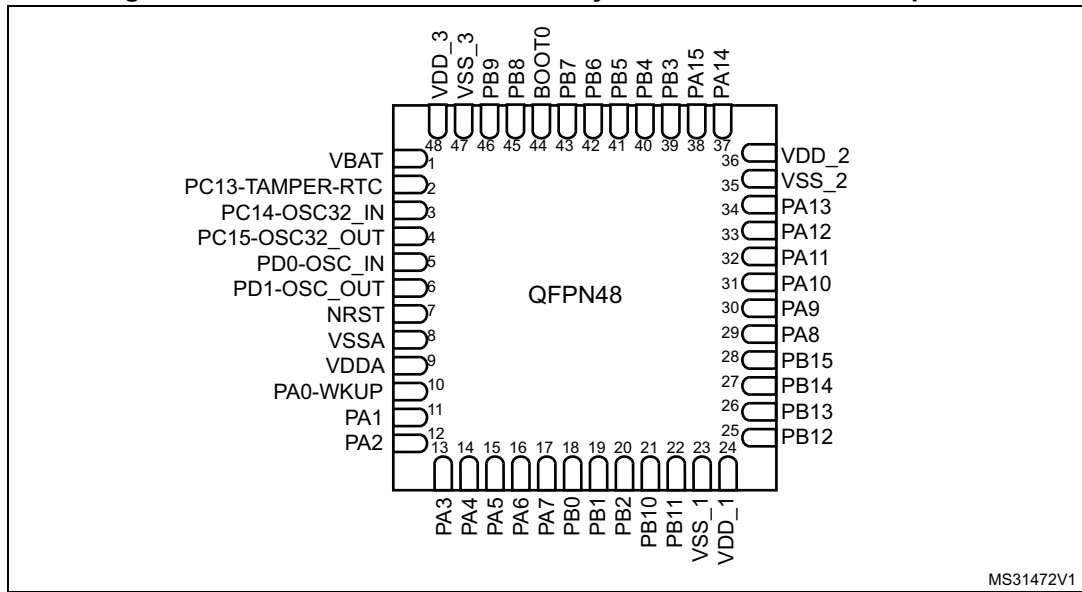 VDD_3
VSS_3
PB9
PB8
BOOT0
PB7
PB6
PB5
PB4
PB3
PA15
PA14
48 47 46 45 44 43 42 41 40 39 38 37
VBAT 1
PC13-TAMPER-RTC 2
PC14-OSC32_IN 3
PC15-OSC32_OUT 4
PD0-OSC_IN 5
PD1-OSC_OUT 6
NRST 7
VSSA 8
VDDA 9
PA0-WKUP 10
PA1 11
PA2 12
QFPN48
36 VDD_2
35 VSS_2
34 PA13
33 PA12
32 PA11
31 PA10
30 PA9
29 PA8
28 PB15
27 PB14
26 PB13
25 PB12
13 14 15 16 17 18 19 20 21 22 23 24
PA3
PA4
PA5
PA6
PA7
PB0
PB1
PB2
PB10
PB11
VSS_1
VDD_1
MS31472V1